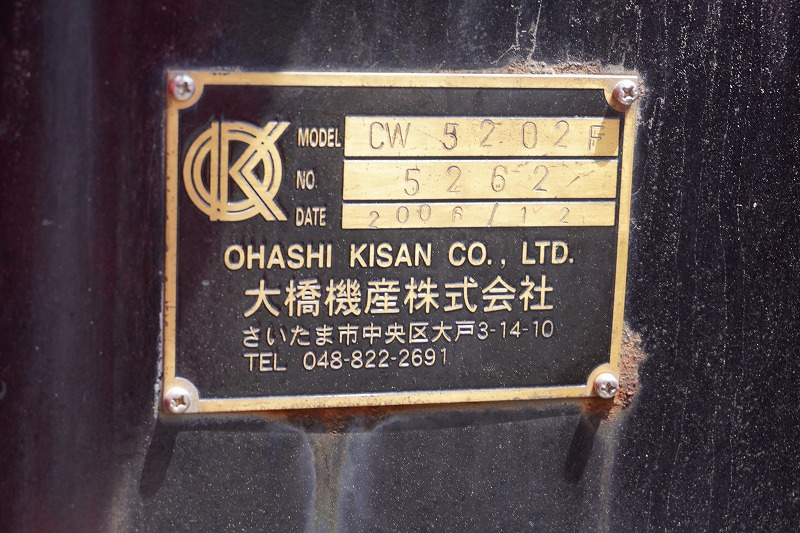 MODEL CW 5202F
NO. 5262
DATE 2006/12
OHASHI KISAN CO., LTD.
大橋機産株式会社
さいたま市中央区大戸3-14-10
TEL 048-822-2691